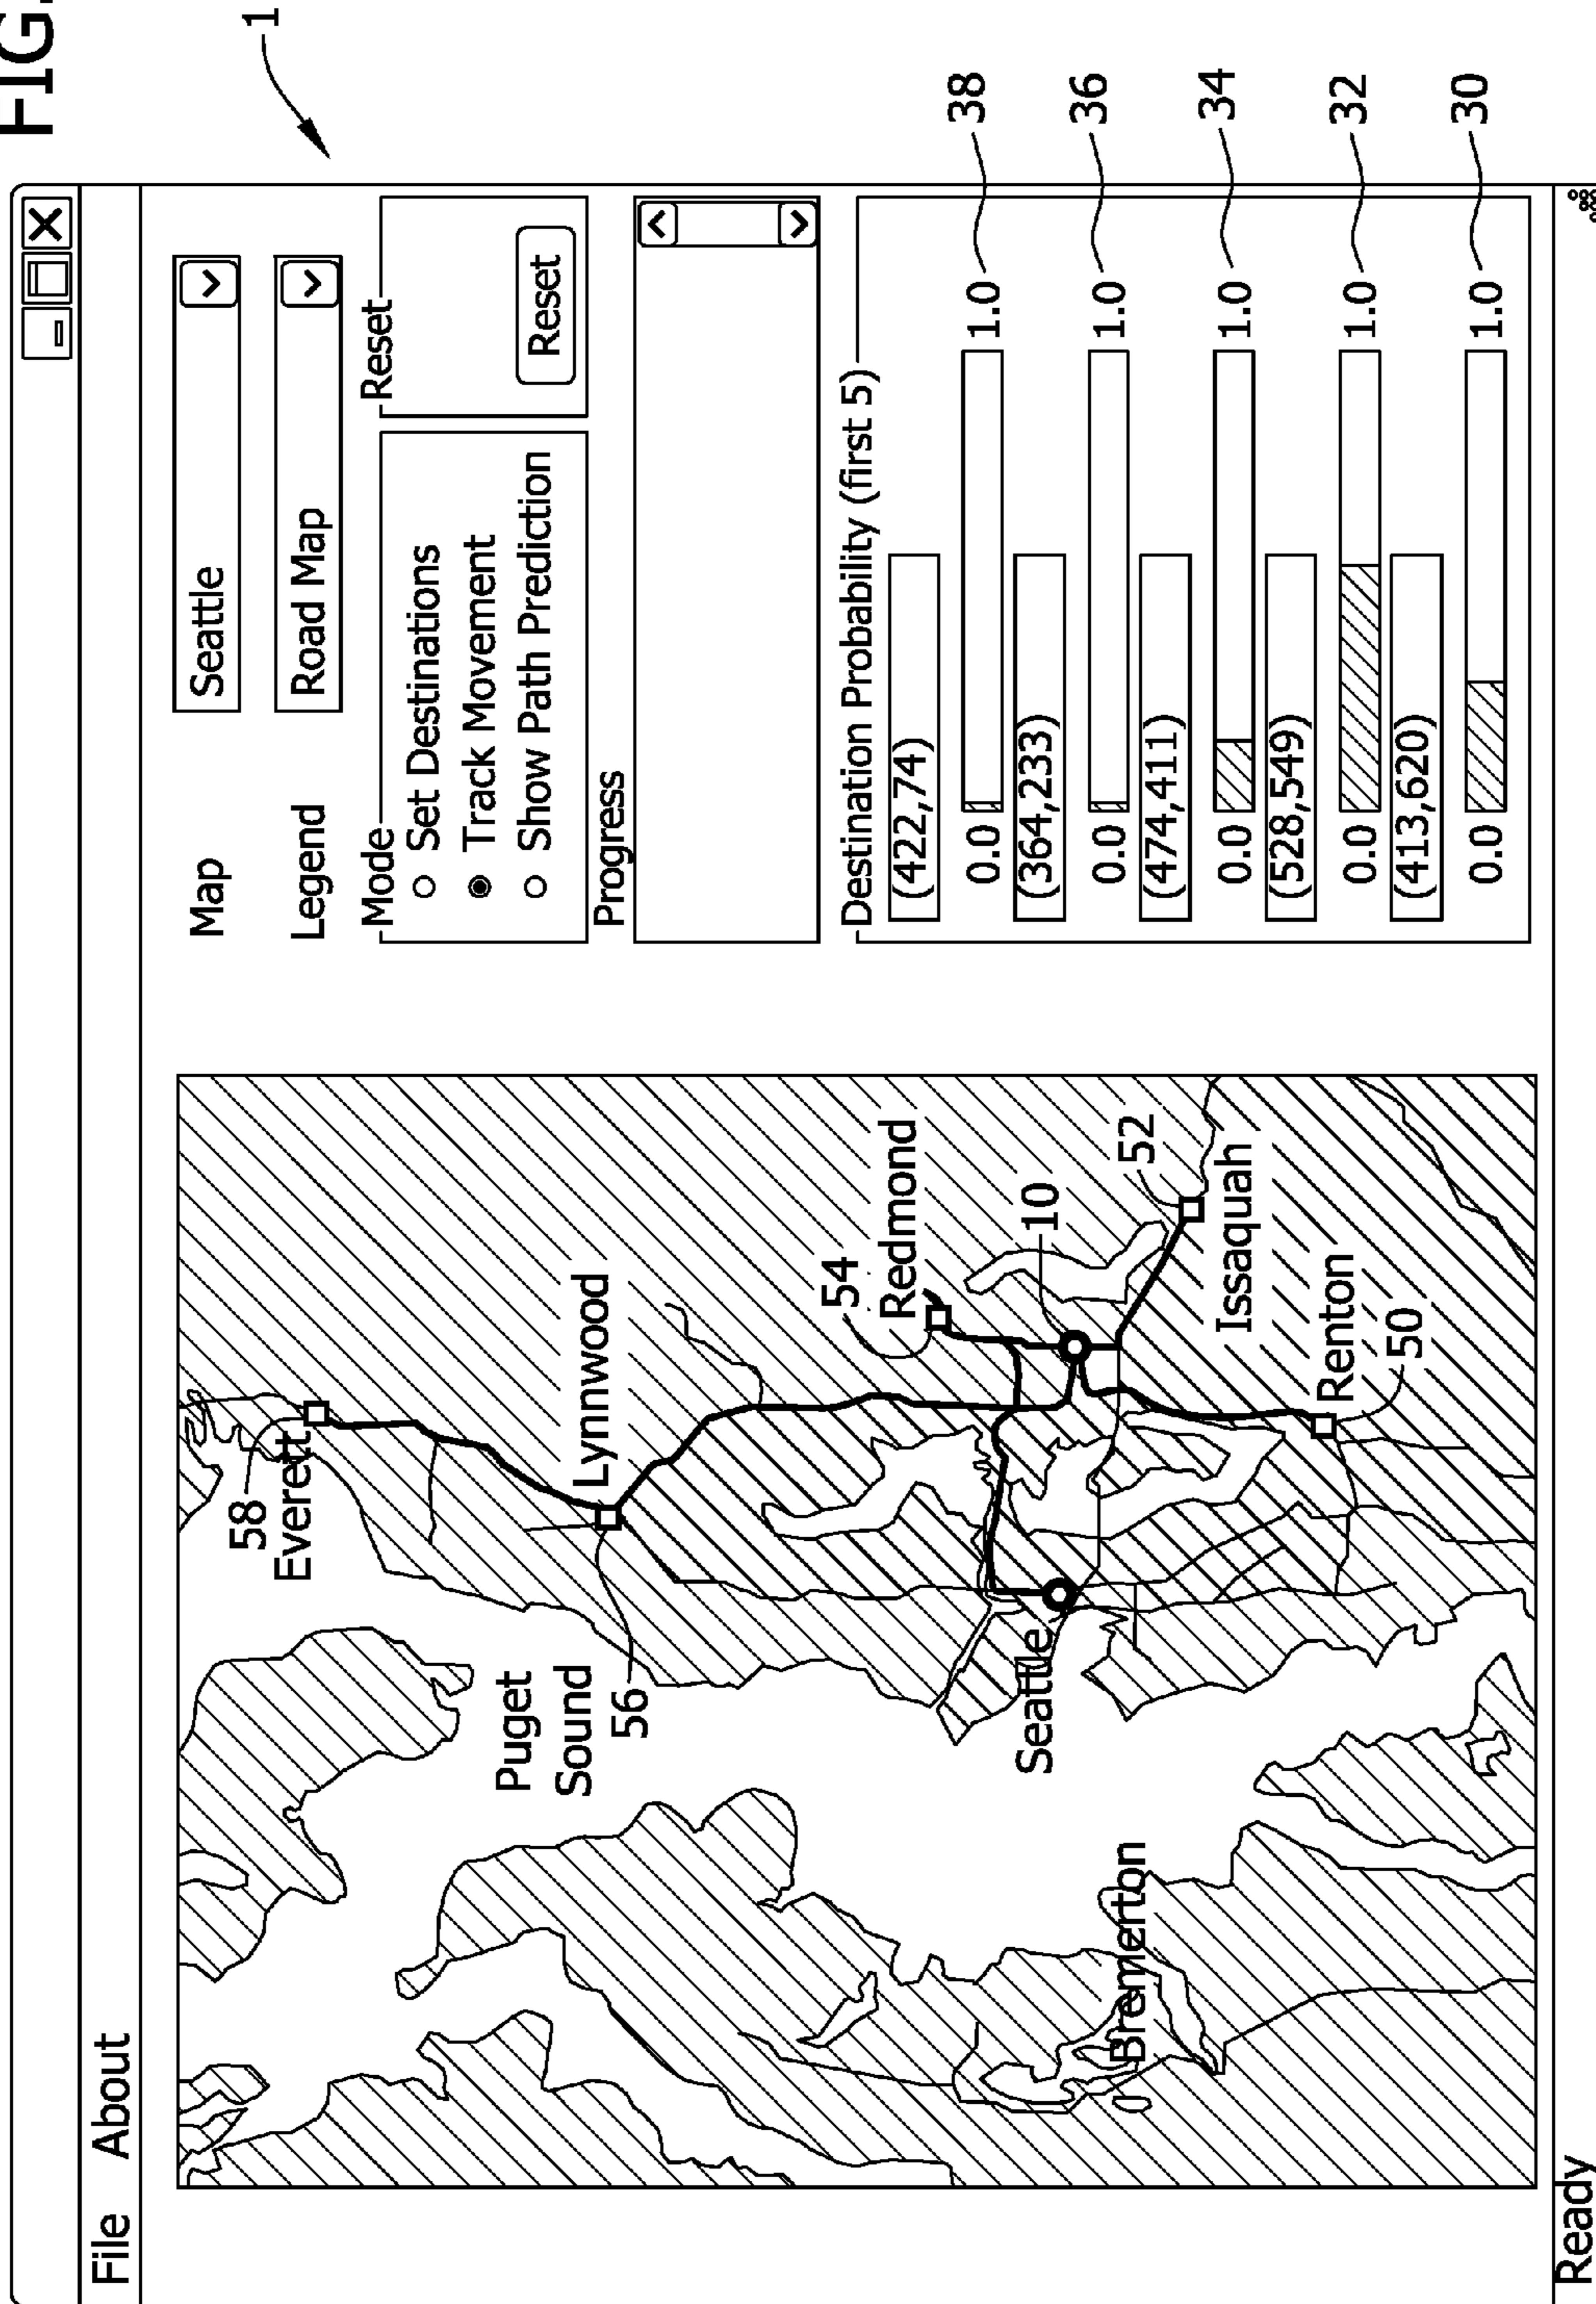 FIG.
1
File About
Map
Seattle
Legend
Road Map
Mode
Set Destinations
Track Movement
Show Path Prediction
Reset
Reset
Progress
Destination Probability (first 5)
(422,74)
0.0
1.0
38
(364,233)
0.0
1.0
36
(474,411)
0.0
1.0
34
(528,549)
0.0
1.0
32
(413,620)
0.0
1.0
30
58
Everett
Lynnwood
Puget
Sound
56
54
Redmond
10
Seattle
52
Issaquah
Bremerton
Renton
50
Ready